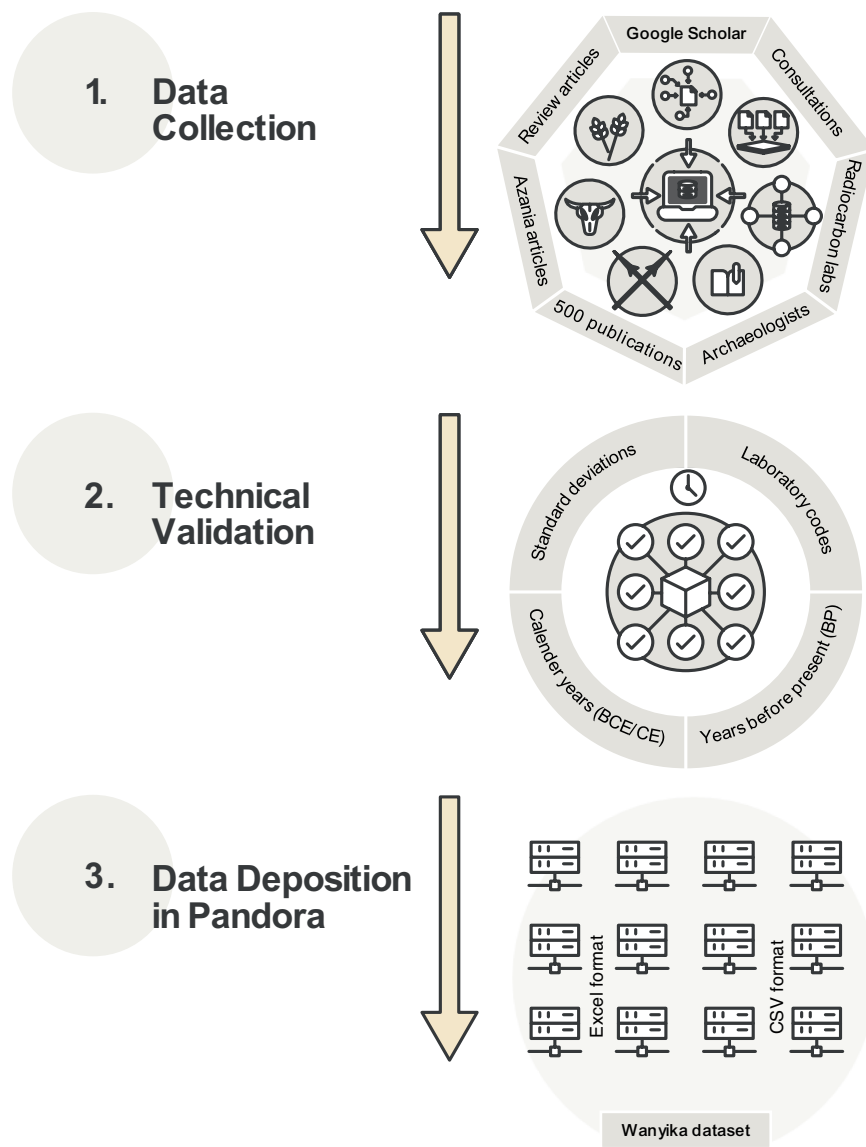 1. Data
Collection
Google Scholar
Review articles
Consultations
Azania articles
Radiocarbon labs
500 publications
Archaeologists
2. Technical
Validation
Standard deviations
Laboratory codes
Calender years (BCE/CE)
Years before present (BP)
3. Data Deposition
in Pandora
Excel format
CSV format
Wanyika dataset